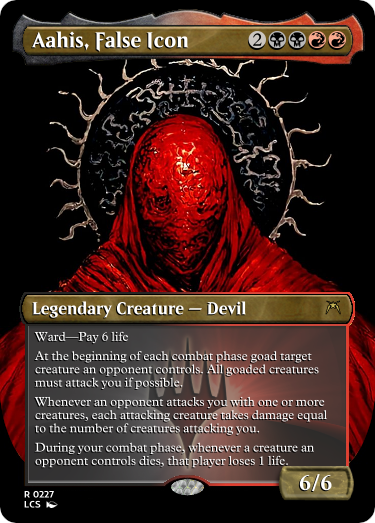 Aahis, False Icon 2
Legendary Creature — Devil
Ward—Pay 6 life
At the beginning of each combat phase goad target
creature an opponent controls. All goaded creatures
must attack you if possible.
Whenever an opponent attacks you with one or more
creatures, each attacking creature takes damage equal
to the number of creatures attacking you.
During your combat phase, whenever a creature an
opponent controls dies, that player loses 1 life.
6/6
R 0227
LCS